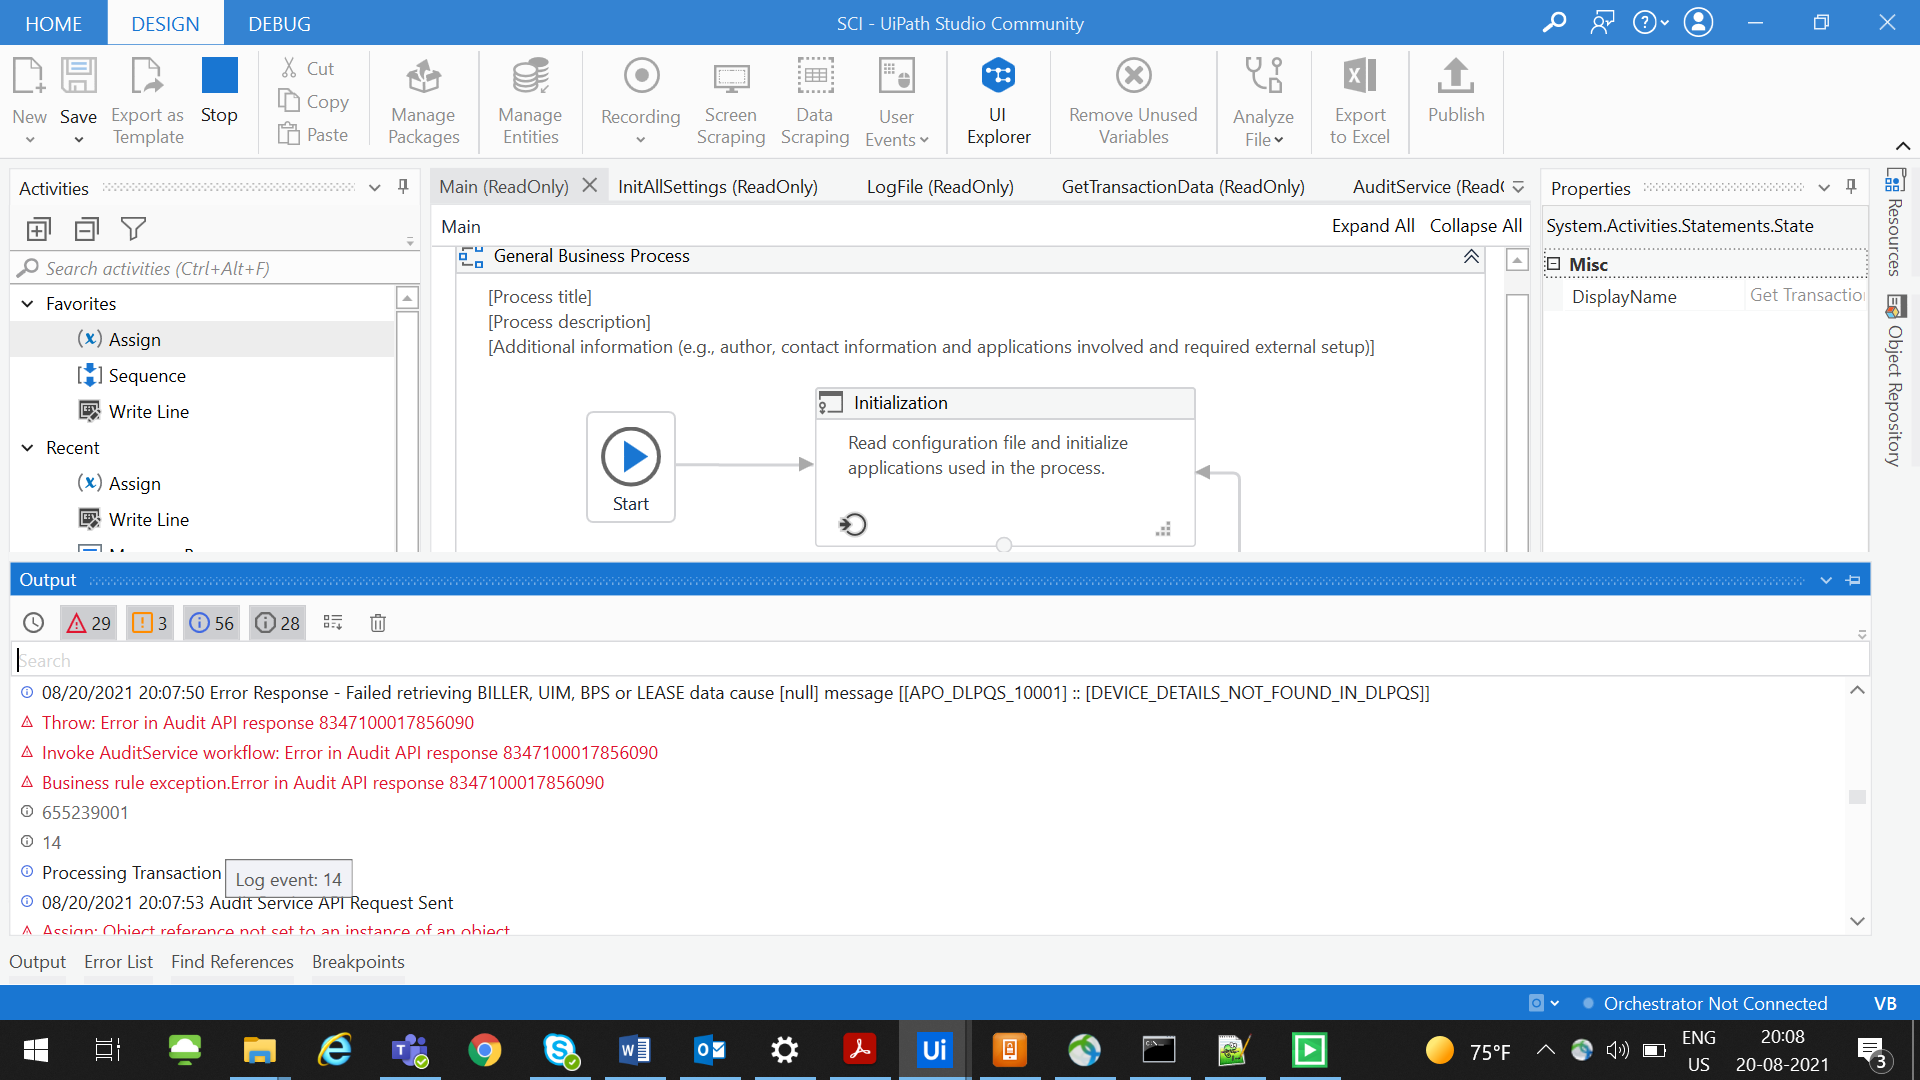 HOME DESIGN DEBUG SCI - UiPath Studio Community
New Save Export as Template Stop
Cut
Copy
Paste
Manage Packages
Manage Entities
Recording
Screen Scraping
Data Scraping
User Events
UI Explorer
Remove Unused Variables
Analyze File
Export to Excel
Publish
Activities
Search activities (Ctrl+Alt+F)
Favorites
Assign
Sequence
Write Line
Recent
Assign
Write Line
Main (ReadOnly) InitAllSettings (ReadOnly) LogFile (ReadOnly) GetTransactionData (ReadOnly) AuditService (Read
Main Expand All Collapse All
General Business Process
[Process title]
[Process description]
[Additional information (e.g., author, contact information and applications involved and required external setup)]
Start
Initialization
Read configuration file and initialize
applications used in the process.
Properties
System.Activities.Statements.State
Misc
DisplayName Get Transactio
Resources
Object Repository
Output
29 3 56 28
Search
08/20/2021 20:07:50 Error Response - Failed retrieving BILLER, UIM, BPS or LEASE data cause [null] message [[APO_DLPQS_10001] :: [DEVICE_DETAILS_NOT_FOUND_IN_DLPQS]]
Throw: Error in Audit API response 8347100017856090
Invoke AuditService workflow: Error in Audit API response 8347100017856090
Business rule exception.Error in Audit API response 8347100017856090
655239001
14
Processing Transaction
Log event: 14
08/20/2021 20:07:53 Audit Service API Request Sent
Assign: Object reference not set to an instance of an object
Output Error List Find References Breakpoints
Orchestrator Not Connected VB
Ui
75°F
ENG
US
20:08
20-08-2021
3